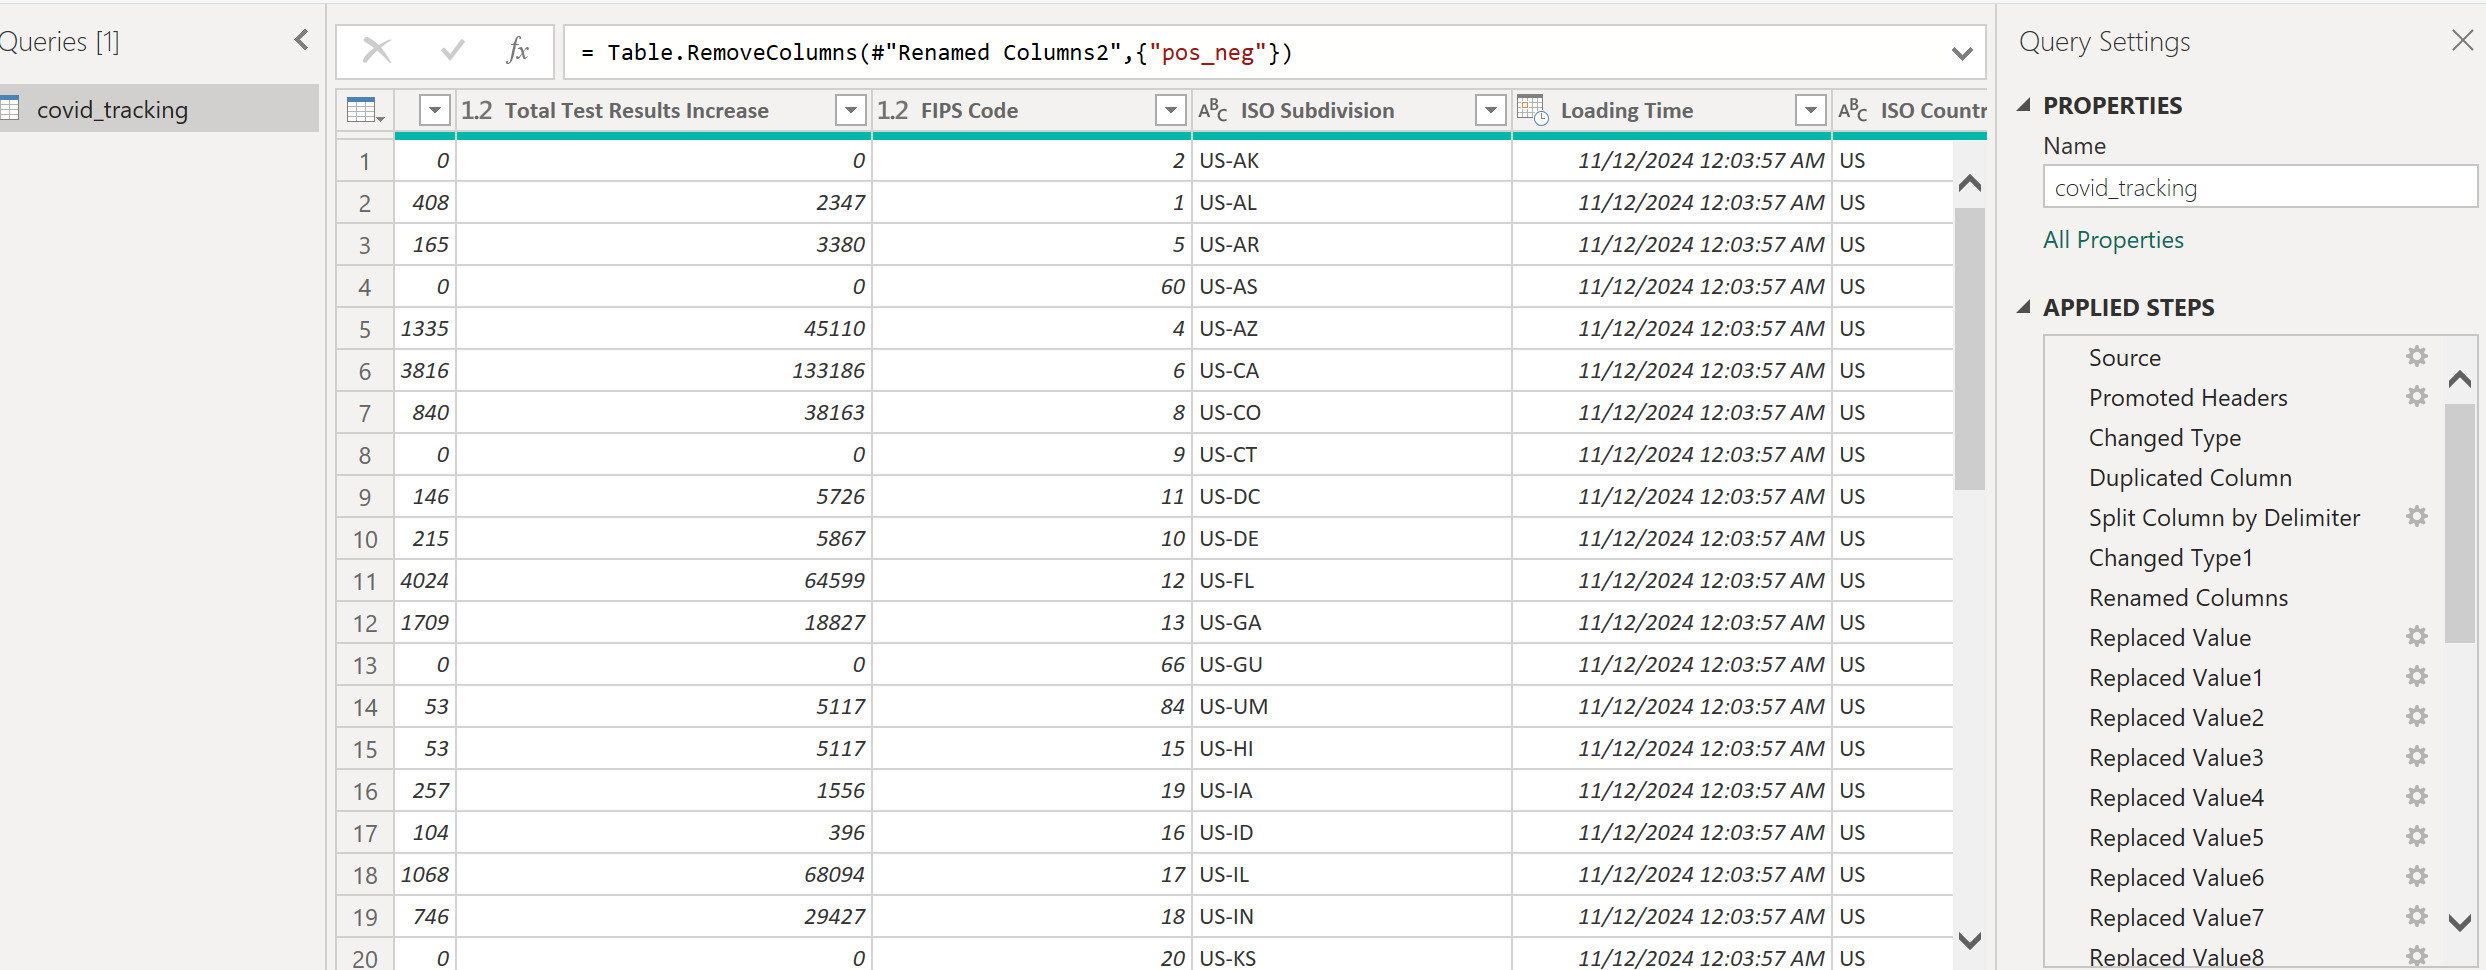 Queries [1]
covid_tracking
fx
= Table.RemoveColumns(#"Renamed Columns2",{"pos_neg"})
1.2 Total Test Results Increase 1.2 FIPS Code ABC ISO Subdivision Loading Time ABC ISO Countr
1 0 0 2 US-AK 11/12/2024 12:03:57 AM US
2 408 2347 1 US-AL 11/12/2024 12:03:57 AM US
3 165 3380 5 US-AR 11/12/2024 12:03:57 AM US
4 0 0 60 US-AS 11/12/2024 12:03:57 AM US
5 1335 45110 4 US-AZ 11/12/2024 12:03:57 AM US
6 3816 133186 6 US-CA 11/12/2024 12:03:57 AM US
7 840 38163 8 US-CO 11/12/2024 12:03:57 AM US
8 0 0 9 US-CT 11/12/2024 12:03:57 AM US
9 146 5726 11 US-DC 11/12/2024 12:03:57 AM US
10 215 5867 10 US-DE 11/12/2024 12:03:57 AM US
11 4024 64599 12 US-FL 11/12/2024 12:03:57 AM US
12 1709 18827 13 US-GA 11/12/2024 12:03:57 AM US
13 0 0 66 US-GU 11/12/2024 12:03:57 AM US
14 53 5117 84 US-UM 11/12/2024 12:03:57 AM US
15 53 5117 15 US-HI 11/12/2024 12:03:57 AM US
16 257 1556 19 US-IA 11/12/2024 12:03:57 AM US
17 104 396 16 US-ID 11/12/2024 12:03:57 AM US
18 1068 68094 17 US-IL 11/12/2024 12:03:57 AM US
19 746 29427 18 US-IN 11/12/2024 12:03:57 AM US
20 0 0 20 US-KS 11/12/2024 12:03:57 AM US
Query Settings
PROPERTIES
Name
covid_tracking
All Properties
APPLIED STEPS
Source
Promoted Headers
Changed Type
Duplicated Column
Split Column by Delimiter
Changed Type1
Renamed Columns
Replaced Value
Replaced Value1
Replaced Value2
Replaced Value3
Replaced Value4
Replaced Value5
Replaced Value6
Replaced Value7
Replaced Value8